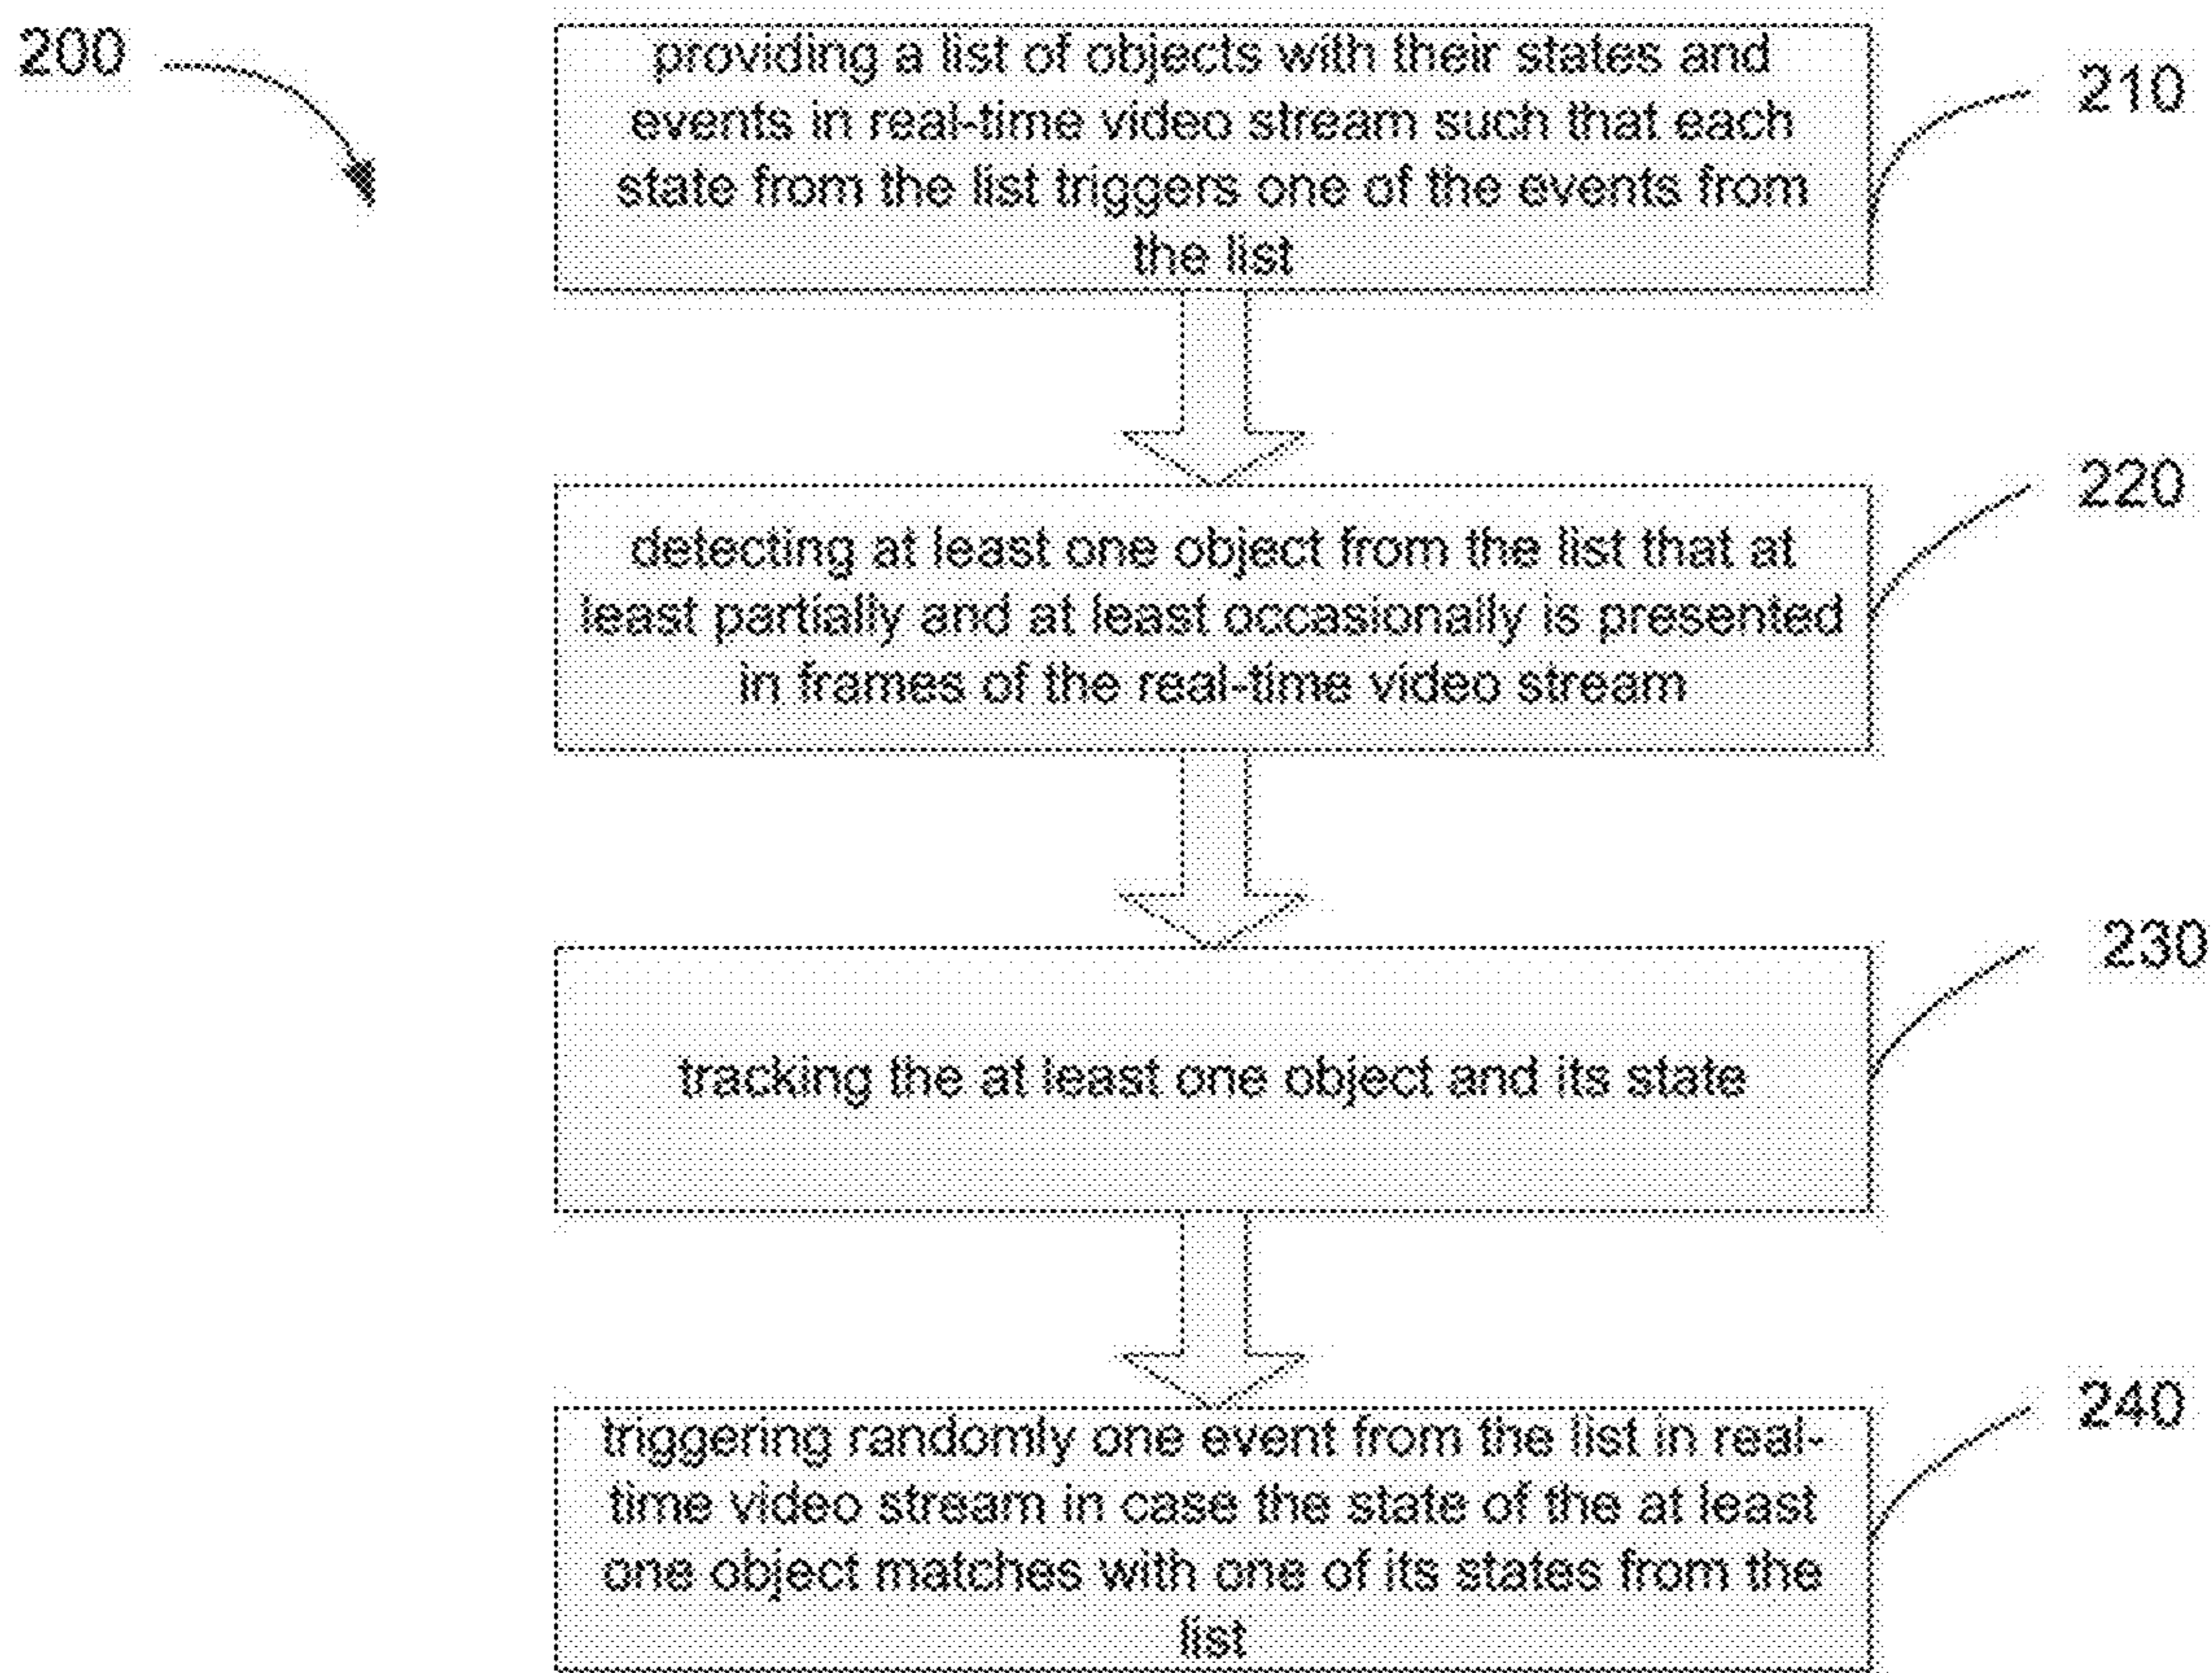 200
providing a list of objects with their states and
events in real-time video stream such that each
state from the list triggers one of the events from
the list
210
detecting at least one object from the list that at
least partially and at least occasionally is presented
in frames of the real-time video stream
220
tracking the at least one object and its state
230
triggering randomly one event from the list in real-
time video stream in case the state of the at least
one object matches with one of its states from the
list
240